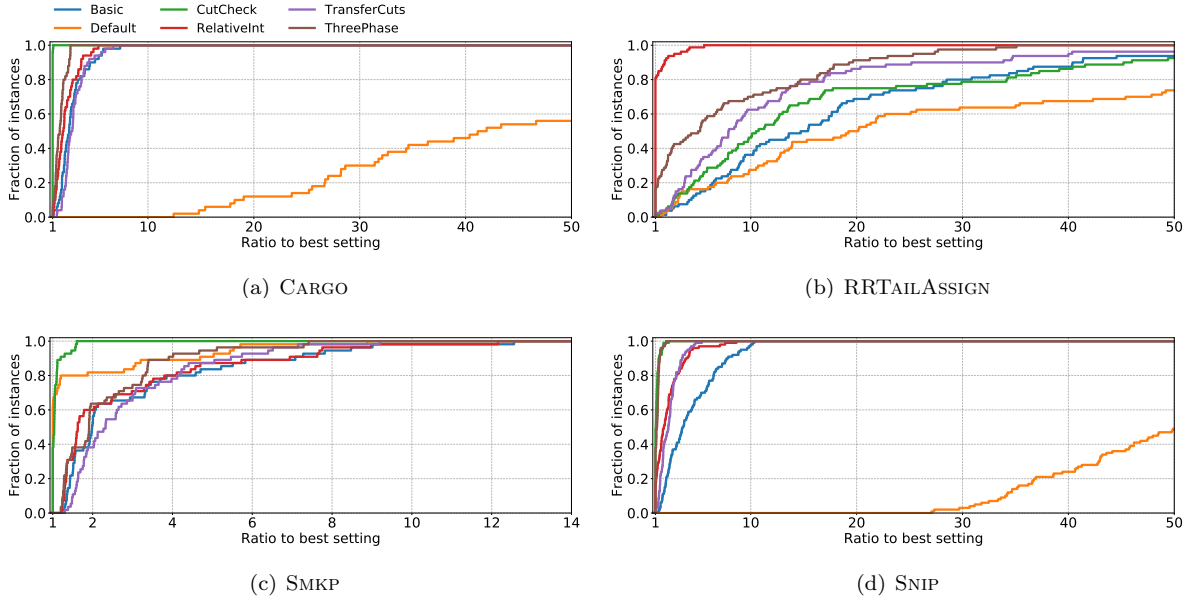 Basic
Default
CutCheck
RelativeInt
TransferCuts
ThreePhase
Fraction of instances
1.0
0.8
0.6
0.4
0.2
0.0
1 10 20 30 40 50
Ratio to best setting
(a) CARGO
Fraction of instances
1.0
0.8
0.6
0.4
0.2
0.0
1 10 20 30 40 50
Ratio to best setting
(b) RRTAILASSIGN
Fraction of instances
1.0
0.8
0.6
0.4
0.2
0.0
1 2 4 6 8 10 12 14
Ratio to best setting
(c) SMKP
Fraction of instances
1.0
0.8
0.6
0.4
0.2
0.0
1 10 20 30 40 50
Ratio to best setting
(d) SNIP